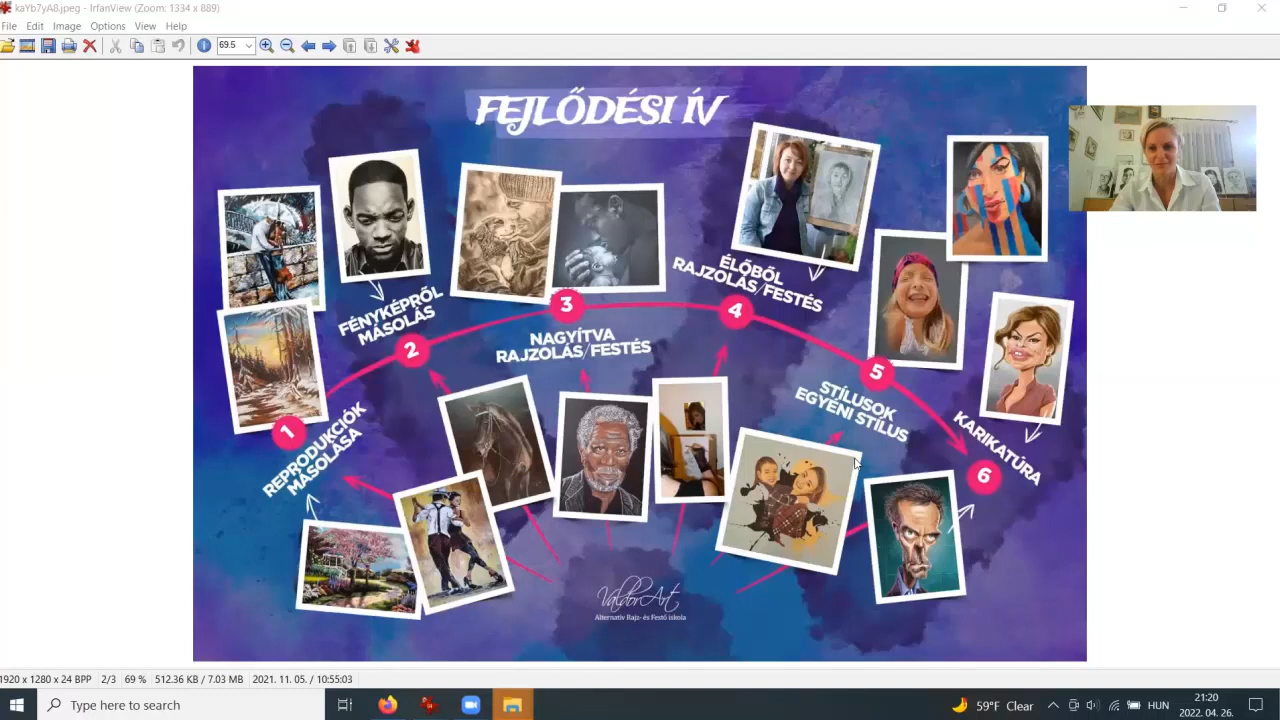 kaYb7yA8.jpeg - IrfanView (Zoom: 1334 x 889)
File Edit Image Options View Help
69.5
FEJLŐDÉSI ÍV
FÉNYKÉPRŐL
MÁSOLÁS
ÉLŐBŐL
RAJZOLÁS/FESTÉS
3
4
2
NAGYÍTVA
RAJZOLÁS/FESTÉS
5
STÍLUSOK
EGYÉNI STÍLUS
1
REPRODUKCIÓK
MÁSOLÁSA
KARIKATÚRA
6
ValdorArt
Alternatív Rajz- és Festő iskola
1920 x 1280 x 24 BPP 2/3 69 % 512.36 KB / 7.03 MB 2021. 11. 05. / 10:55:03
Type here to search
59°F Clear
HUN
21:20
2022. 04. 26.